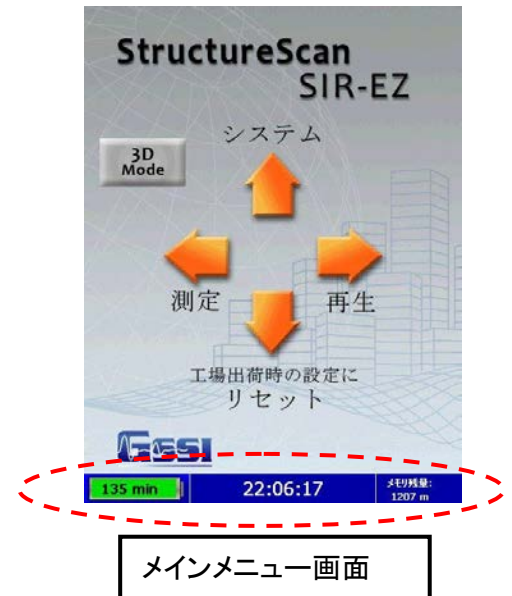 StructureScan
SIR-EZ
システム
3D
Mode
測定
再生
工場出荷時の設定に
リセット
GSSI
135 min
22:06:17
メモリ残量:
1207 m
メインメニュー画面